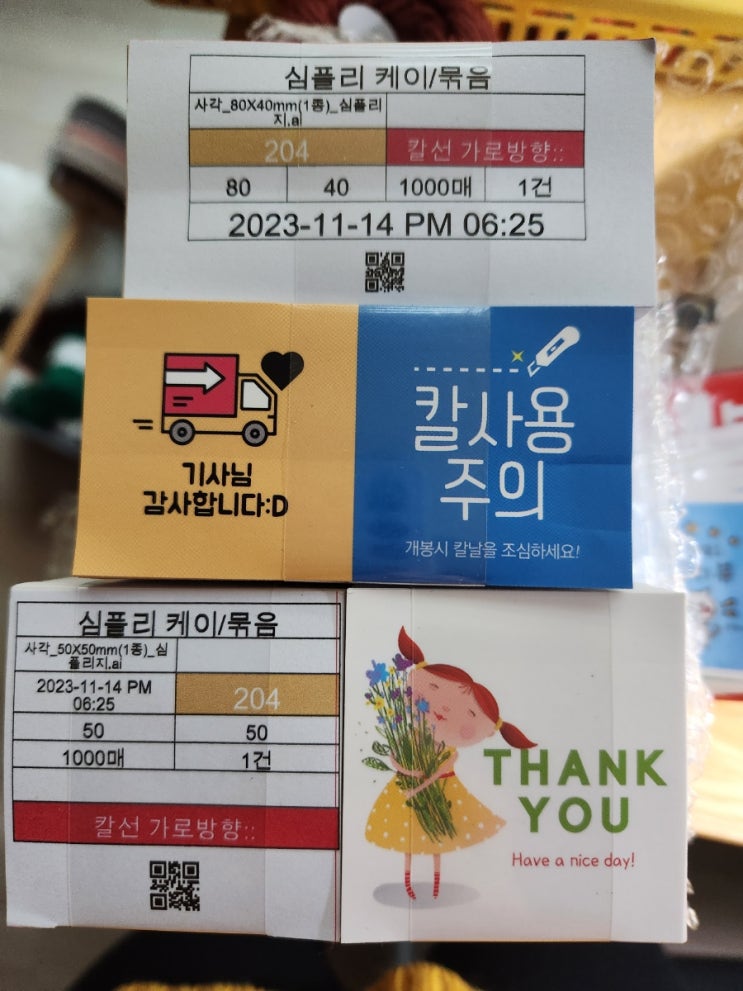 심플리 케이/묶음
사각_80X40mm(1종)_심플리
지.ai
204
칼선 가로방향::
80 40 1000매 1건
2023-11-14 PM 06:25
기사님
감사합니다:D
칼사용
주의
개봉시 칼날을 조심하세요!
심플리 케이/묶음
사각_50X50mm(1종)_심
플리지.ai
2023-11-14 PM
06:25
204
50 50
1000매 1건
칼선 가로방향::
THANK
YOU
Have a nice day!